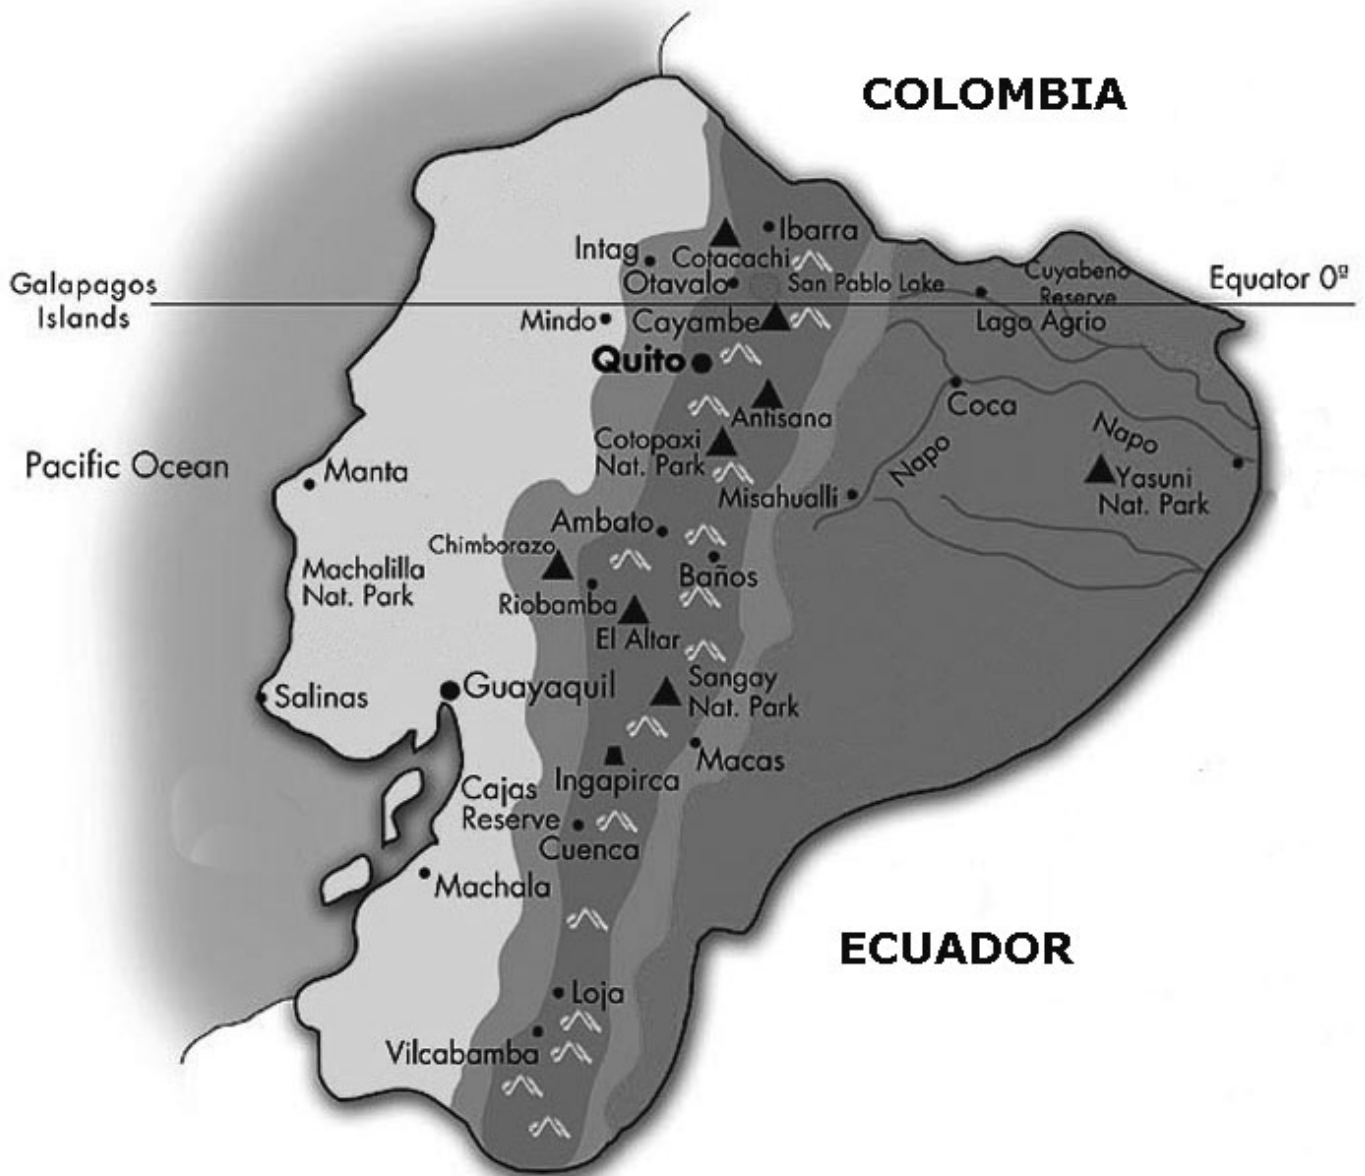 COLOMBIA
Ibarra
Intag
Cotacachi
Cuyabeno
Reserve
Equator 0º
Galapagos
Islands
Otavalo
San Pablo Lake
Mindo
Cayambe
Lago Agrio
Quito
Antisana
Coca
Napo
Cotopaxi
Nat. Park
Napo
Pacific Ocean
Manta
Misahualli
Yasuni
Nat. Park
Ambato
Chimborazo
Machalilla
Nat. Park
Baños
Riobamba
El Altar
Salinas
Guayaquil
Sangay
Nat. Park
Macas
Ingapirca
Cajas
Reserve
Cuenca
Machala
ECUADOR
Loja
Vilcabamba